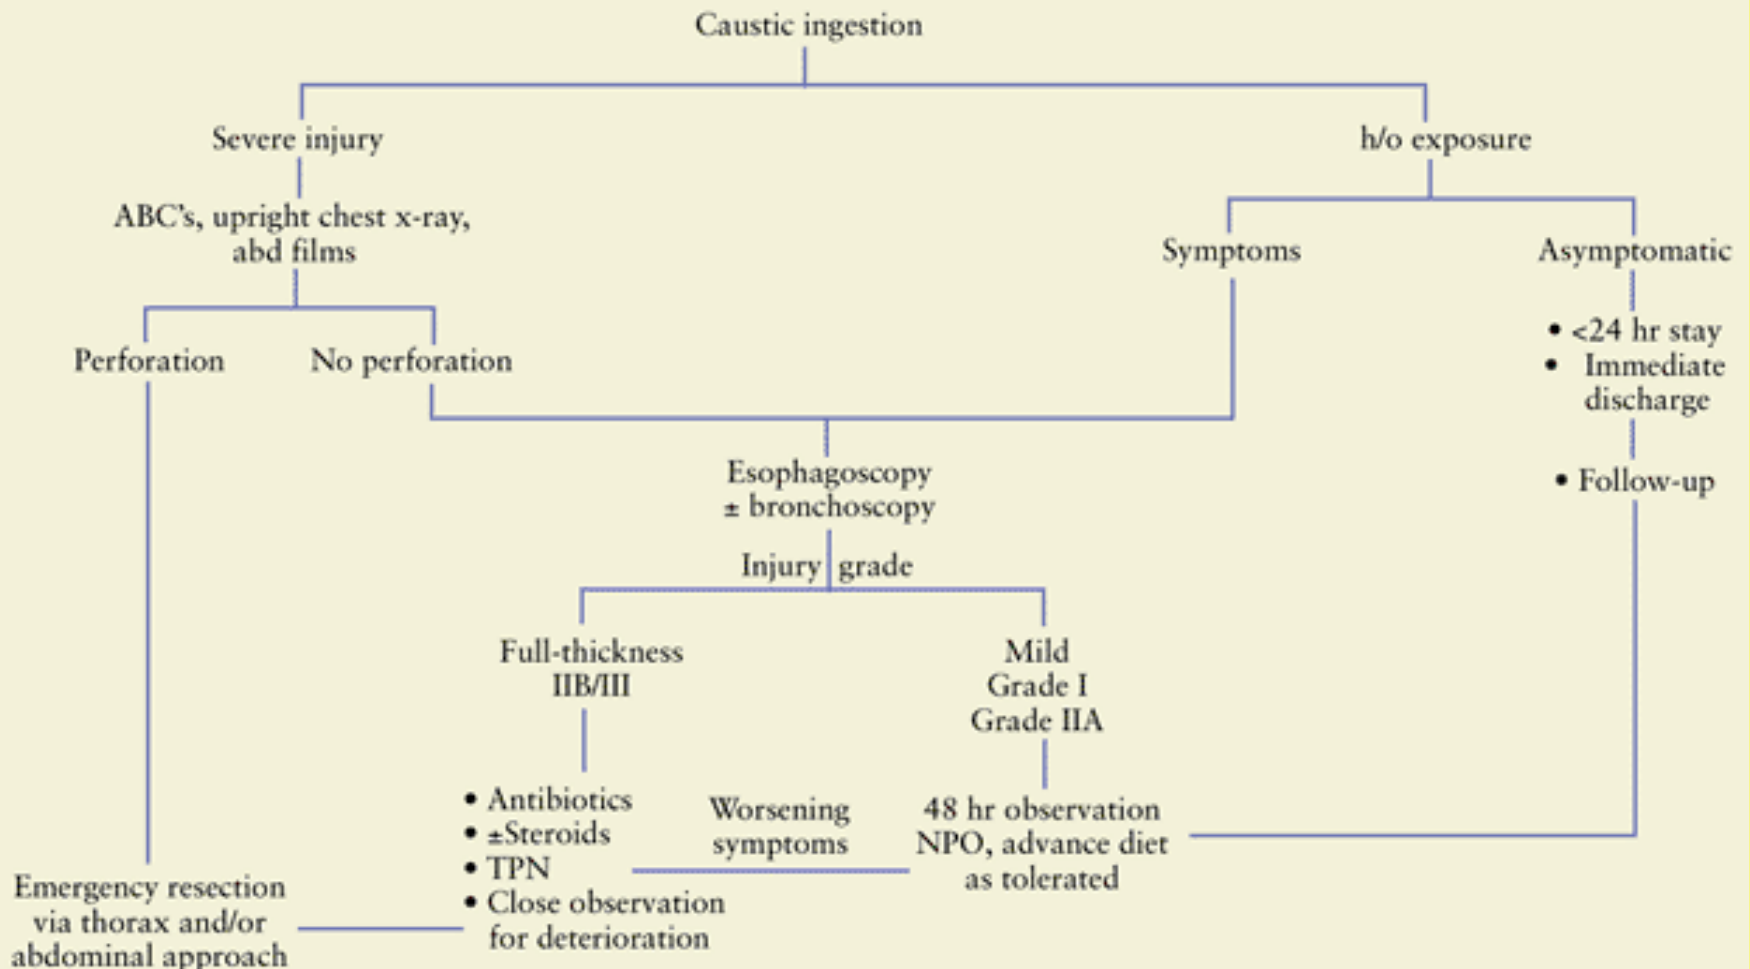 Caustic ingestion
Severe injury
h/o exposure
ABC's, upright chest x-ray,
abd films
Symptoms
Asymptomatic
Perforation
No perforation
• <24 hr stay
• Immediate
discharge
• Follow-up
Esophagoscopy
± bronchoscopy
Injury grade
Full-thickness
IIB/III
Mild
Grade I
Grade IIA
• Antibiotics
• ±Steroids
• TPN
• Close observation
for deterioration
Worsening
symptoms
48 hr observation
NPO, advance diet
as tolerated
Emergency resection
via thorax and/or
abdominal approach